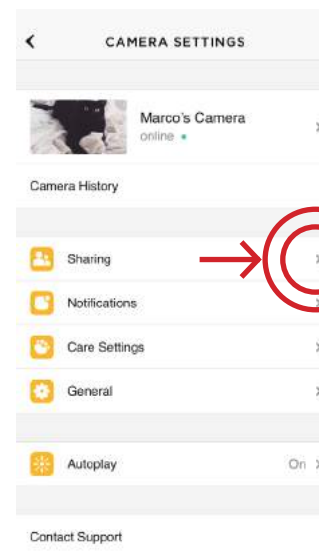 CAMERA SETTINGS
Marco's Camera
online
Camera History
Sharing
Notifications
Care Settings
General
Autoplay On
Contact Support